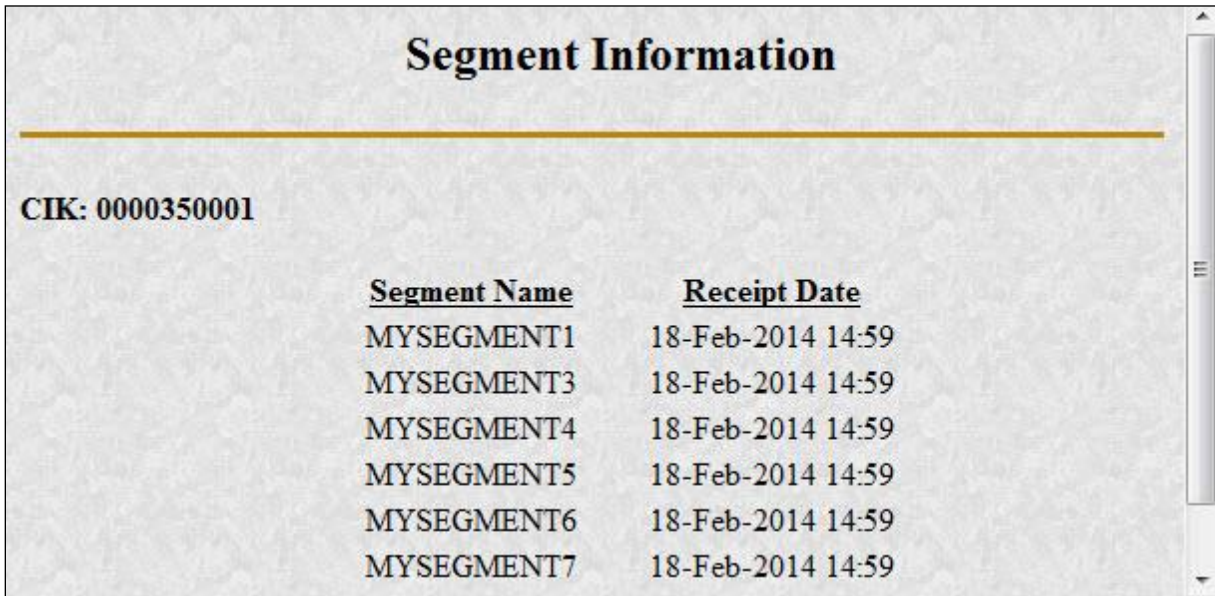 Segment Information
CIK: 0000350001
Segment Name Receipt Date
MYSEGMENT1 18-Feb-2014 14:59
MYSEGMENT3 18-Feb-2014 14:59
MYSEGMENT4 18-Feb-2014 14:59
MYSEGMENT5 18-Feb-2014 14:59
MYSEGMENT6 18-Feb-2014 14:59
MYSEGMENT7 18-Feb-2014 14:59